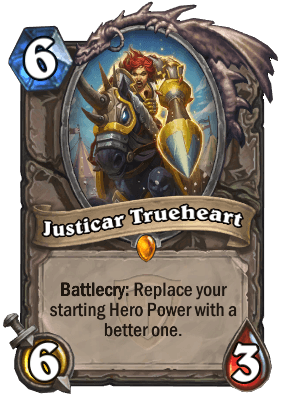 6
Justicar Trueheart
Battlecry: Replace your
starting Hero Power with a
better one.
6
3